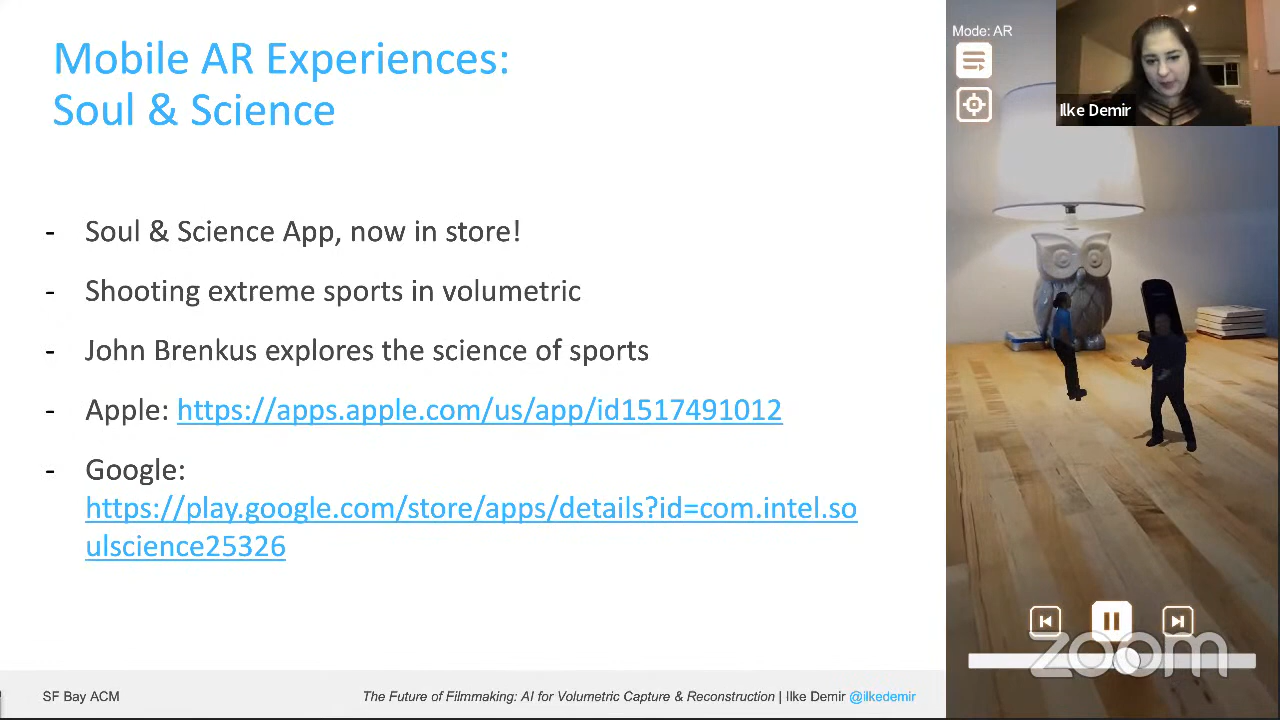 Mobile AR Experiences:
Soul & Science
- Soul & Science App, now in store!
- Shooting extreme sports in volumetric
- John Brenkus explores the science of sports
- Apple: https://apps.apple.com/us/app/id1517491012
- Google:
https://play.google.com/store/apps/details?id=com.intel.so
ulscience25326
SF Bay ACM
The Future of Filmmaking: AI for Volumetric Capture & Reconstruction | Ilke Demir @ilkedemir
Mode: AR
Ilke Demir
zoom